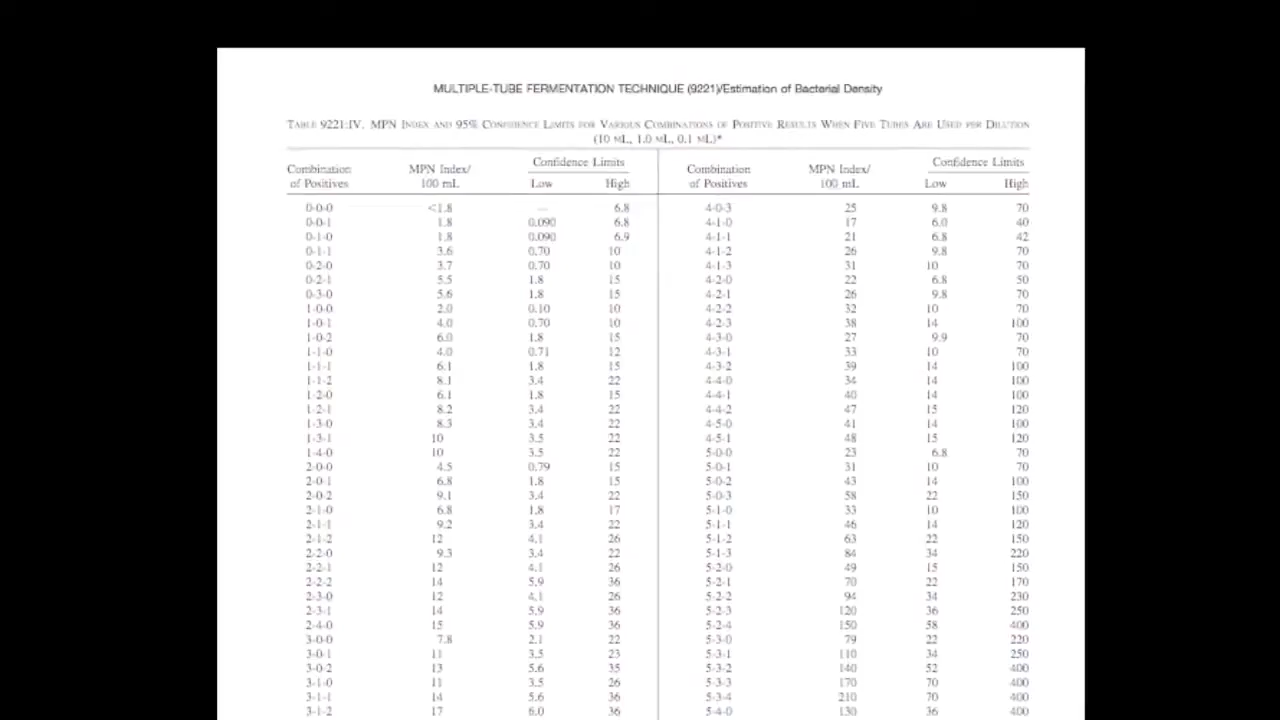 MULTIPLE-TUBE FERMENTATION TECHNIQUE (9221)/Estimation of Bacterial Density
TABLE 9221:IV. MPN INDEX AND 95% CONFIDENCE LIMITS FOR VARIOUS COMBINATIONS OF POSITIVE RESULTS WHEN FIVE TUBES ARE USED PER DILUTION
(10 mL, 1.0 mL, 0.1 mL)*
Combination MPN Index/ Confidence Limits Combination MPN Index/ Confidence Limits
of Positives 100 mL Low High of Positives 100 mL Low High
0-0-0 <1.8 — 6.8 4-0-3 25 9.8 70
0-0-1 1.8 0.090 6.8 4-1-0 17 6.0 40
0-1-0 1.8 0.090 6.9 4-1-1 21 6.8 42
0-1-1 3.6 0.70 10 4-1-2 26 9.8 70
0-2-0 3.7 0.70 10 4-1-3 31 10 70
0-2-1 5.5 1.8 15 4-2-0 22 6.8 50
0-3-0 5.6 1.8 15 4-2-1 26 9.8 70
1-0-0 2.0 0.10 10 4-2-2 32 10 70
1-0-1 4.0 0.70 10 4-2-3 38 14 100
1-0-2 6.0 1.8 15 4-3-0 27 9.9 70
1-1-0 4.0 0.71 12 4-3-1 33 10 70
1-1-1 6.1 1.8 15 4-3-2 39 14 100
1-1-2 8.1 3.4 22 4-4-0 34 14 100
1-2-0 6.1 1.8 15 4-4-1 40 14 100
1-2-1 8.2 3.4 22 4-4-2 47 15 120
1-3-0 8.3 3.4 22 4-5-0 41 14 100
1-3-1 10 3.5 22 4-5-1 48 15 120
1-4-0 10 3.5 22 5-0-0 23 6.8 70
2-0-0 4.5 0.79 15 5-0-1 31 10 70
2-0-1 6.8 1.8 15 5-0-2 43 14 100
2-0-2 9.1 3.4 22 5-0-3 58 22 150
2-1-0 6.8 1.8 17 5-1-0 33 10 100
2-1-1 9.2 3.4 22 5-1-1 46 14 120
2-1-2 12 4.1 26 5-1-2 63 22 150
2-2-0 9.3 3.4 22 5-1-3 84 34 220
2-2-1 12 4.1 26 5-2-0 49 15 150
2-2-2 14 5.9 36 5-2-1 70 22 170
2-3-0 12 4.1 26 5-2-2 94 34 230
2-3-1 14 5.9 36 5-2-3 120 36 250
2-4-0 15 5.9 36 5-2-4 150 58 400
3-0-0 7.8 2.1 22 5-3-0 79 22 220
3-0-1 11 3.5 23 5-3-1 110 34 250
3-0-2 13 5.6 35 5-3-2 140 52 400
3-1-0 11 3.5 26 5-3-3 170 70 400
3-1-1 14 5.6 36 5-3-4 210 70 400
3-1-2 17 6.0 36 5-4-0 130 36 400